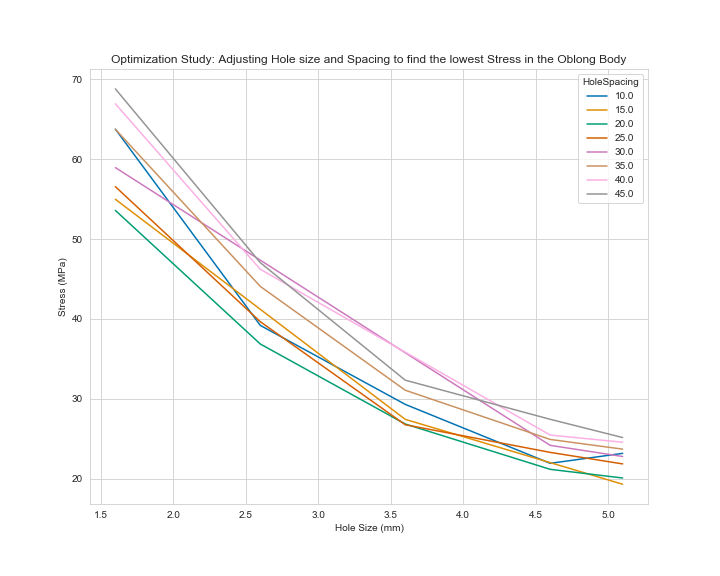 Optimization Study: Adjusting Hole size and Spacing to find the lowest Stress in the Oblong Body
HoleSpacing
10.0
15.0
20.0
25.0
30.0
35.0
40.0
45.0
70
60
50
40
30
20
Stress (MPa)
1.5 2.0 2.5 3.0 3.5 4.0 4.5 5.0
Hole Size (mm)